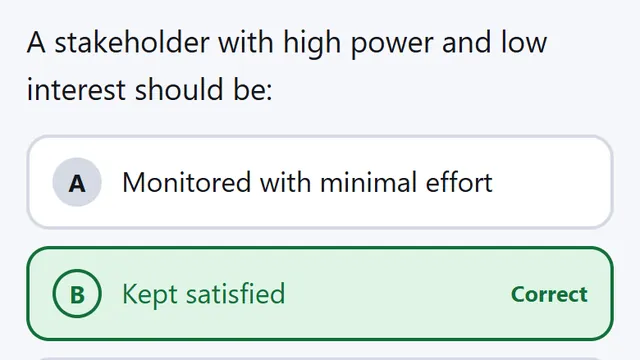 A stakeholder with high power and low
interest should be:
A Monitored with minimal effort
B Kept satisfied Correct